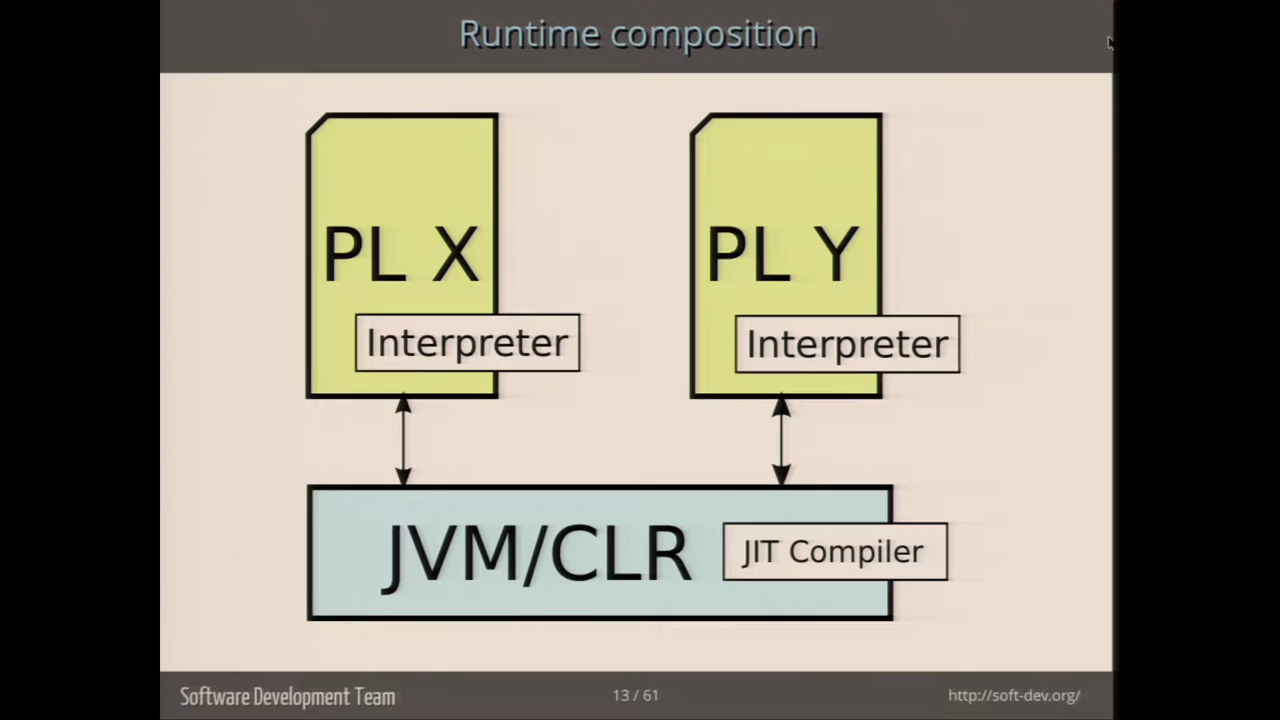 Runtime composition
PL X
PL Y
Interpreter
Interpreter
JVM/CLR
JIT Compiler
Software Development Team
13 / 61
http://soft-dev.org/